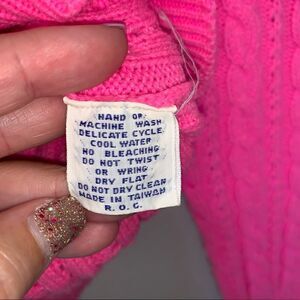 HAND OR
MACHINE WASH
DELICATE CYCLE
COOL WATER
NO BLEACHING
DO NOT TWIST
OR WRING
DRY FLAT
DO NOT DRY CLEAN
MADE IN TAIWAN
R.O.C.